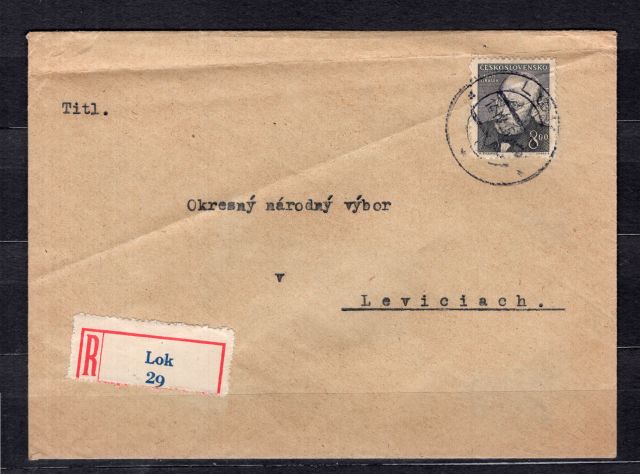 ČESKOSLOVENSKO
8 00
Titl.
Okresný národný výbor
v
Leviciach.
R
Lok
29